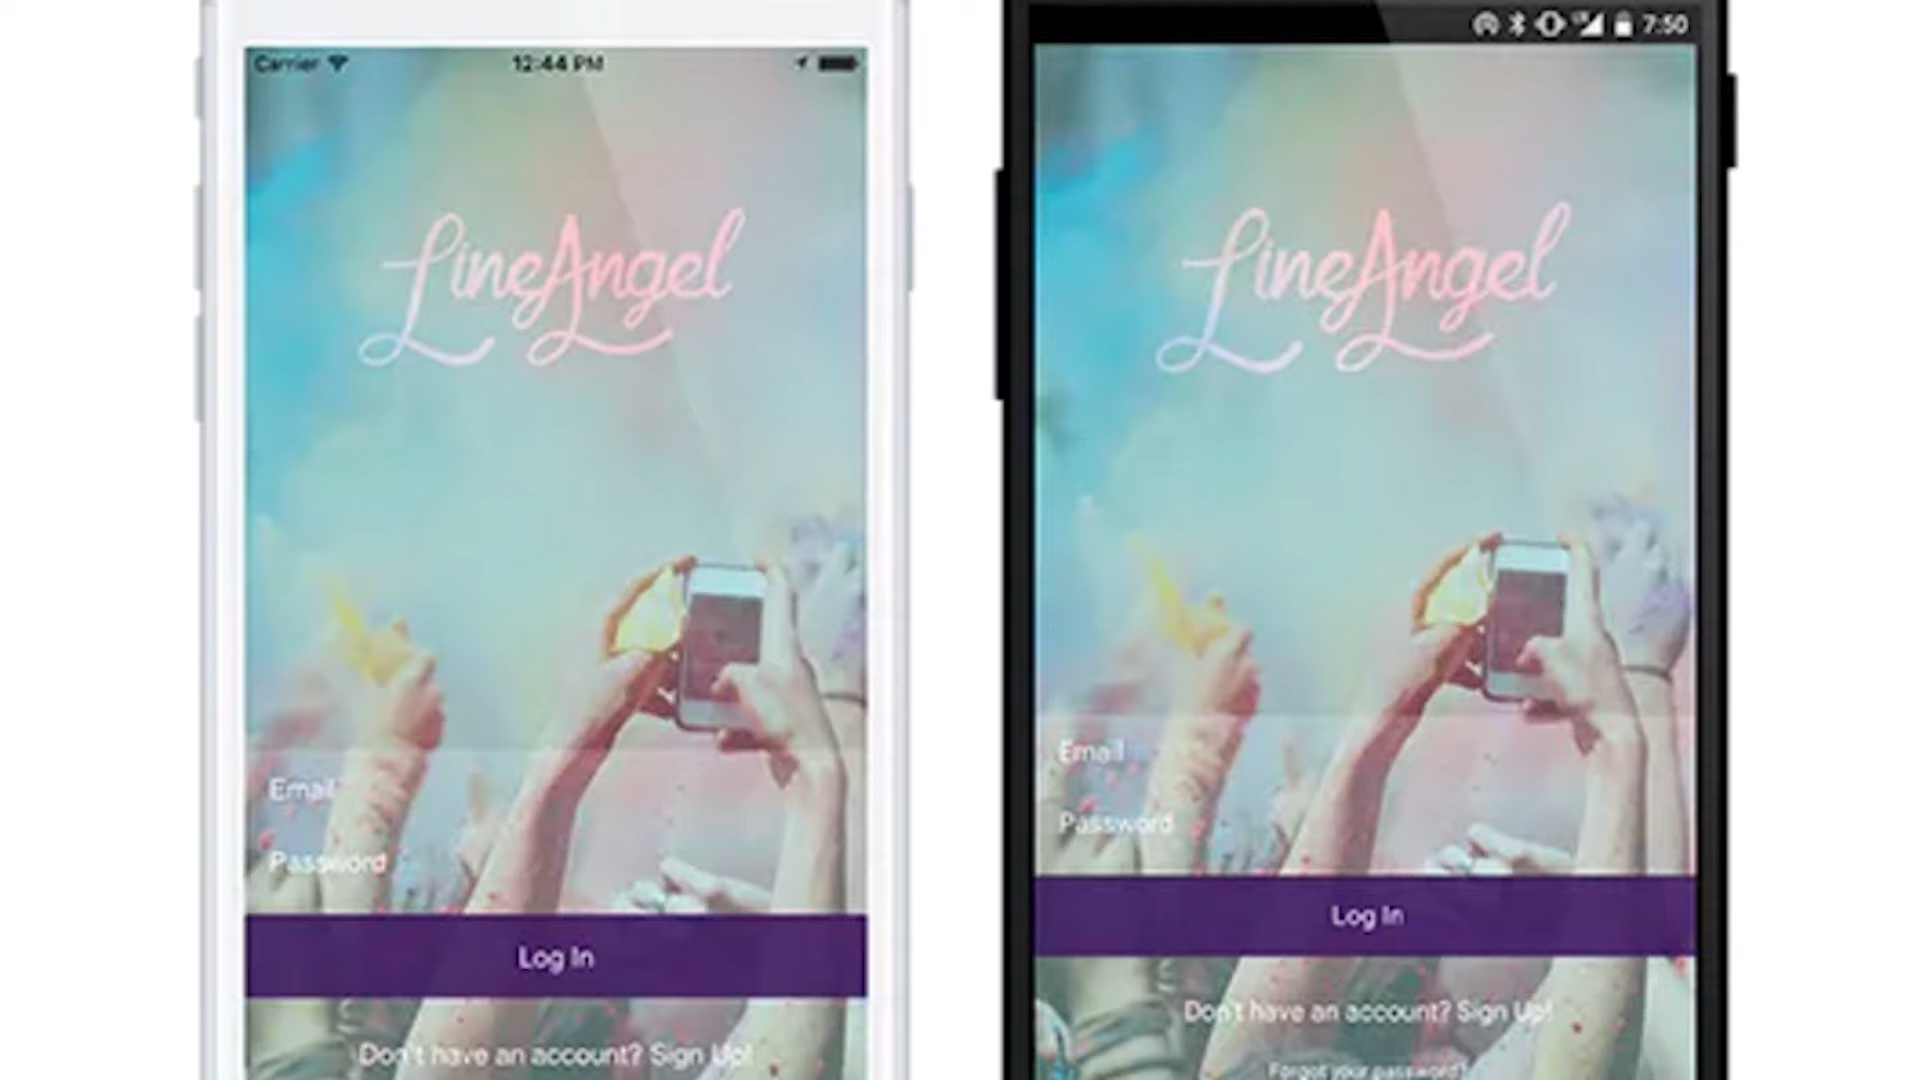 Carrier 12:44 PM
LineAngel
Email
Password
Log In
Don't have an account? Sign Up!
7:50
LineAngel
Email
Password
Log In
Don't have an account? Sign Up!
Forgot your password?